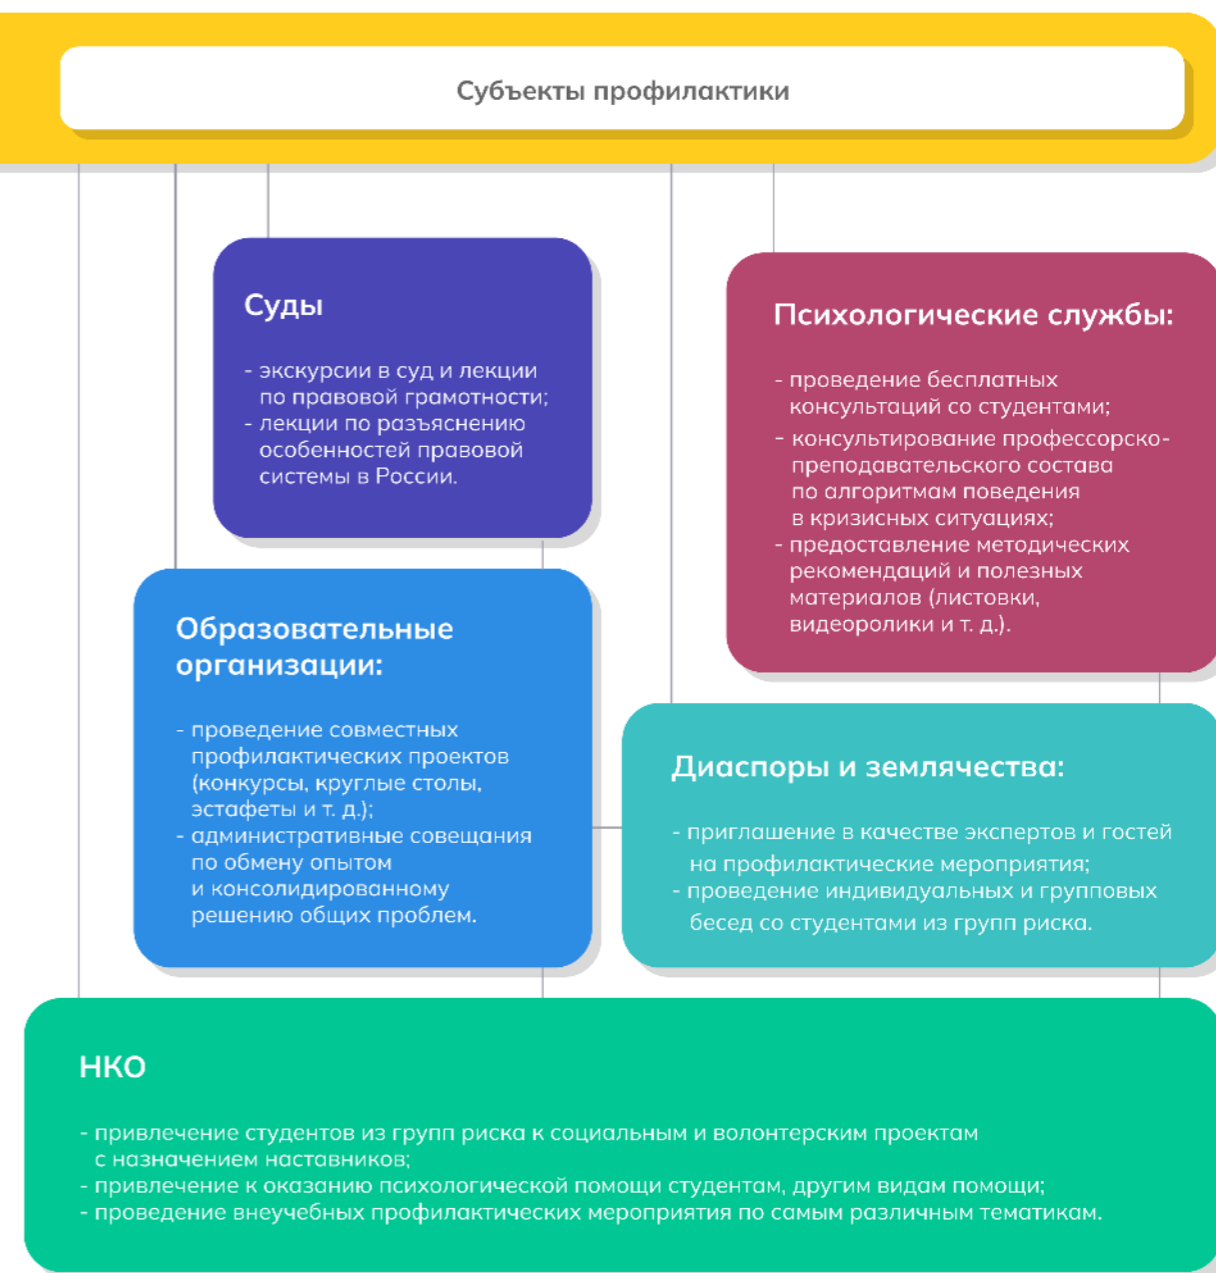 Субъекты профилактики
Суды
- экскурсии в суд и лекции
по правовой грамотности;
- лекции по разъяснению
особенностей правовой
системы в России.
Психологические службы:
- проведение бесплатных
консультаций со студентами;
- консультирование профессорско-
преподавательского состава
по алгоритмам поведения
в кризисных ситуациях;
- предоставление методических
рекомендаций и полезных
материалов (листовки,
видеоролики и т. д.).
Образовательные
организации:
- проведение совместных
профилактических проектов
(конкурсы, круглые столы,
эстафеты и т. д.);
- административные совещания
по обмену опытом
и консолидированному
решению общих проблем.
Диаспоры и землячества:
- приглашение в качестве экспертов и гостей
на профилактические мероприятия;
- проведение индивидуальных и групповых
бесед со студентами из групп риска.
НКО
- привлечение студентов из групп риска к социальным и волонтерским проектам
с назначением наставников;
- привлечение к оказанию психологической помощи студентам, другим видам помощи;
- проведение внеучебных профилактических мероприятия по самым различным тематикам.